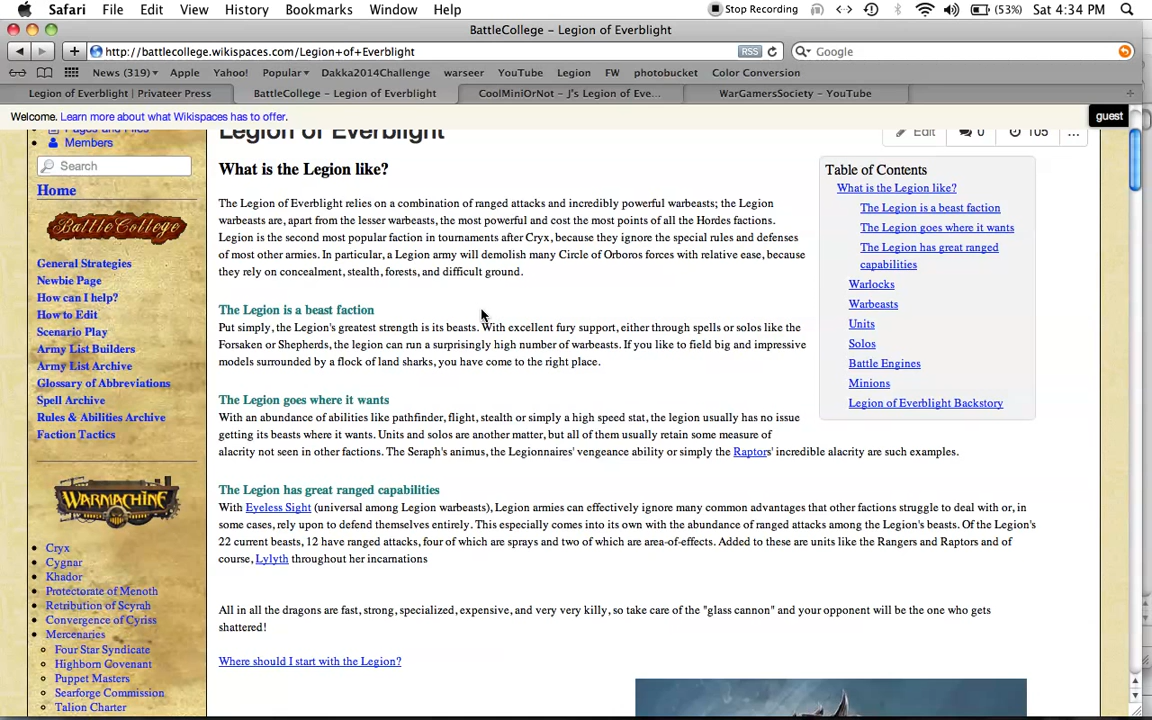 Safari File Edit View History Bookmarks Window Help Stop Recording (53%) Sat 4:34 PM
BattleCollege – Legion of Everblight
http://battlecollege.wikispaces.com/Legion+of+Everblight RSS Google
News (319) Apple Yahoo! Popular Dakka2014Challenge warseer YouTube Legion FW photobucket Color Conversion
Legion of Everblight | Privateer Press BattleCollege – Legion of Everblight CoolMiniOrNot – J's Legion of Eve... WarGamersSociety – YouTube
Welcome. Learn more about what Wikispaces has to offer. guest
Pages and Files
Members
Search
Home
BattleCollege
General Strategies
Newbie Page
How can I help?
How to Edit
Scenario Play
Army List Builders
Army List Archive
Glossary of Abbreviations
Spell Archive
Rules & Abilities Archive
Faction Tactics
WARMACHINE
Cryx
Cygnar
Khador
Protectorate of Menoth
Retribution of Scyrah
Convergence of Cyriss
Mercenaries
Four Star Syndicate
Highborn Covenant
Puppet Masters
Searforge Commission
Talion Charter
Legion of Everblight
Edit 0 105 ...
What is the Legion like?
The Legion of Everblight relies on a combination of ranged attacks and incredibly powerful warbeasts; the Legion
warbeasts are, apart from the lesser warbeasts, the most powerful and cost the most points of all the Hordes factions.
Legion is the second most popular faction in tournaments after Cryx, because they ignore the special rules and defenses
of most other armies. In particular, a Legion army will demolish many Circle of Orboros forces with relative ease, because
they rely on concealment, stealth, forests, and difficult ground.
The Legion is a beast faction
Put simply, the Legion's greatest strength is its beasts. With excellent fury support, either through spells or solos like the
Forsaken or Shepherds, the legion can run a surprisingly high number of warbeasts. If you like to field big and impressive
models surrounded by a flock of land sharks, you have come to the right place.
The Legion goes where it wants
With an abundance of abilities like pathfinder, flight, stealth or simply a high speed stat, the legion usually has no issue
getting its beasts where it wants. Units and solos are another matter, but all of them usually retain some measure of
alacrity not seen in other factions. The Seraph's animus, the Legionnaires' vengeance ability or simply the Raptors' incredible alacrity are such examples.
The Legion has great ranged capabilities
With Eyeless Sight (universal among Legion warbeasts), Legion armies can effectively ignore many common advantages that other factions struggle to deal with or, in
some cases, rely upon to defend themselves entirely. This especially comes into its own with the abundance of ranged attacks among the Legion's beasts. Of the Legion's
22 current beasts, 12 have ranged attacks, four of which are sprays and two of which are area-of-effects. Added to these are units like the Rangers and Raptors and of
course, Lylyth throughout her incarnations
All in all the dragons are fast, strong, specialized, expensive, and very very killy, so take care of the "glass cannon" and your opponent will be the one who gets
shattered!
Where should I start with the Legion?
Table of Contents
What is the Legion like?
The Legion is a beast faction
The Legion goes where it wants
The Legion has great ranged
capabilities
Warlocks
Warbeasts
Units
Solos
Battle Engines
Minions
Legion of Everblight Backstory